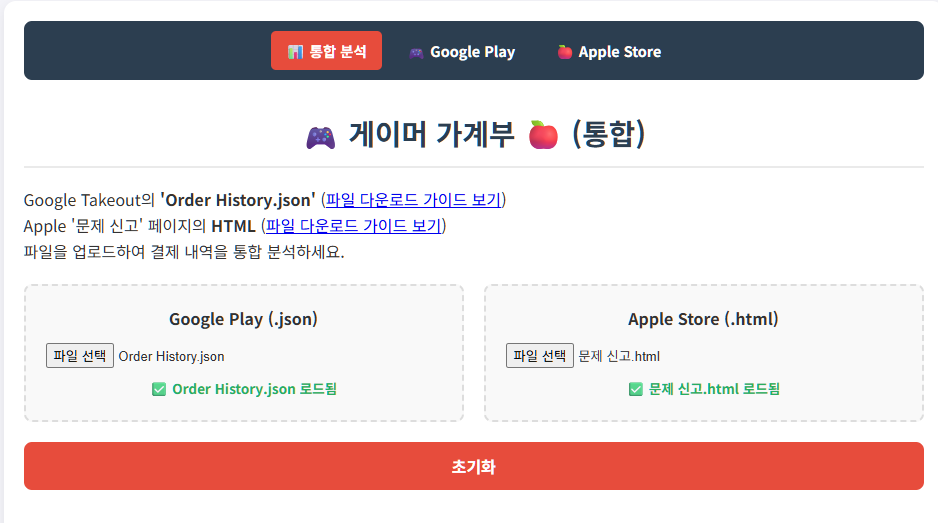 📊 통합 분석
🎮 Google Play
🍎 Apple Store
🎮 게이머 가계부 🍎 (통합)
Google Takeout의 'Order History.json' (파일 다운로드 가이드 보기)
Apple '문제 신고' 페이지의 HTML (파일 다운로드 가이드 보기)
파일을 업로드하여 결제 내역을 통합 분석하세요.
Google Play (.json)
파일 선택 Order History.json
✅ Order History.json 로드됨
Apple Store (.html)
파일 선택 문제 신고.html
✅ 문제 신고.html 로드됨
초기화